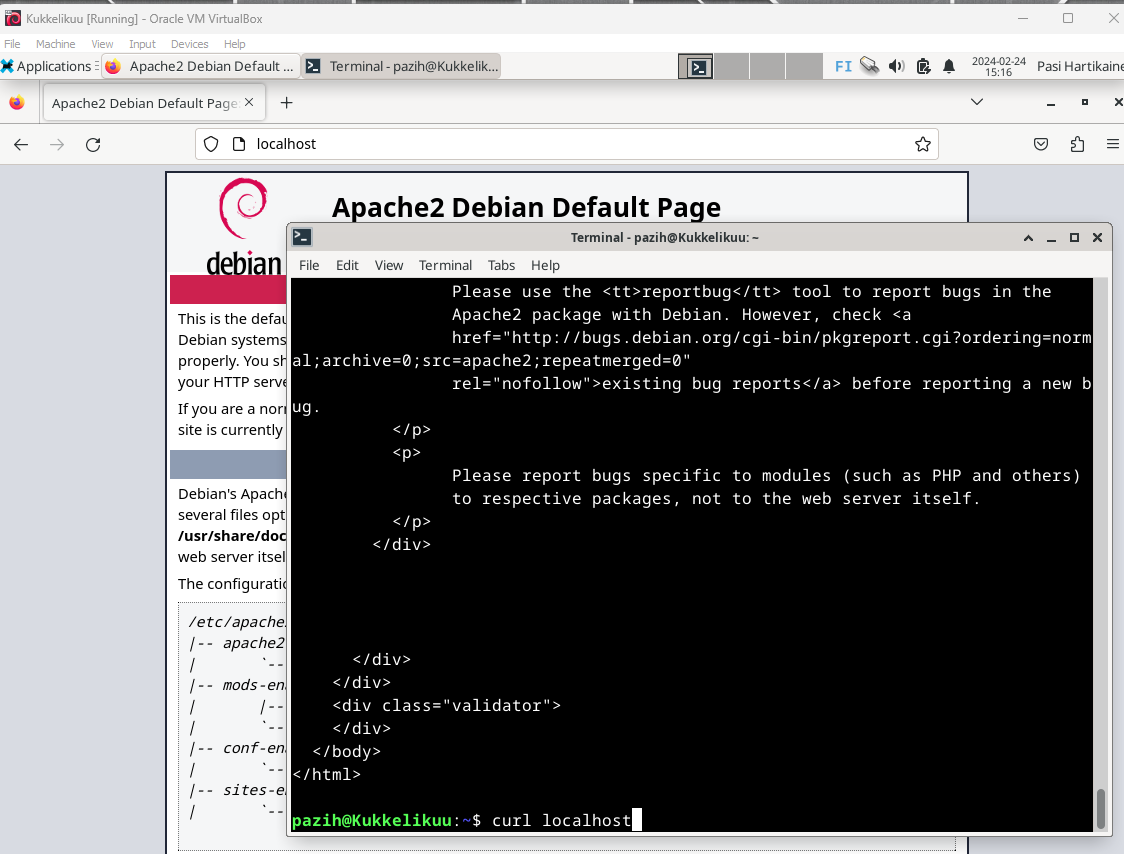 Kukkelikuu [Running] - Oracle VM VirtualBox
File Machine View Input Devices Help
Applications
Apache2 Debian Default ...
Terminal - pazih@Kukkelik...
FI
2024-02-24
15:16
Pasi Hartikaine
Apache2 Debian Default Page:
localhost
debian
Apache2 Debian Default Page
This is the defau
Debian systems
properly. You sh
your HTTP serve
If you are a norm
site is currently
Debian's Apache
several files opt
/usr/share/doc
web server itsel
The configuratio
/etc/apache
|-- apache2
|       `--
|-- mods-ena
|       |--
|       `--
|-- conf-ena
|       `--
|-- sites-e
|       `--
Terminal - pazih@Kukkelikuu: ~
File Edit View Terminal Tabs Help
Please use the <tt>reportbug</tt> tool to report bugs in the
Apache2 package with Debian. However, check <a
href="http://bugs.debian.org/cgi-bin/pkgreport.cgi?ordering=norm
al;archive=0;src=apache2;repeatmerged=0"
rel="nofollow">existing bug reports</a> before reporting a new b
ug.
</p>
<p>
Please report bugs specific to modules (such as PHP and others)
to respective packages, not to the web server itself.
</p>
</div>
</div>
</div>
<div class="validator">
</div>
</body>
</html>
pazih@Kukkelikuu:~$ curl localhost